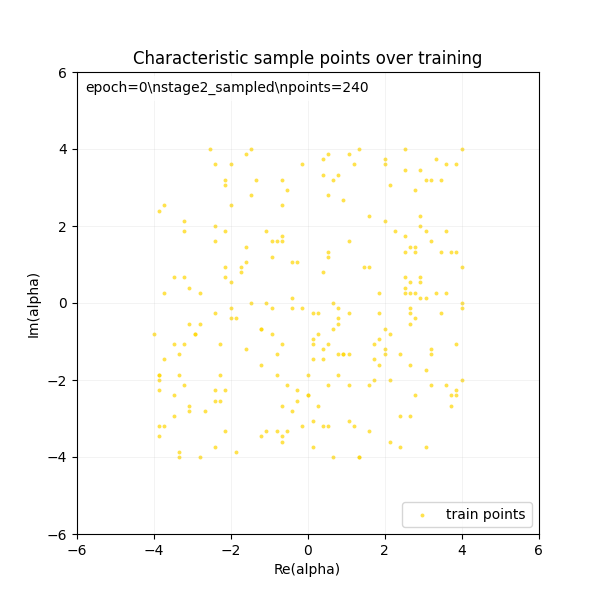 Characteristic sample points over training
epoch=0\nstage2_sampled\npoints=240
6
4
2
0
−2
−4
−6
Im(alpha)
train points
−6 −4 −2 0 2 4 6
Re(alpha)